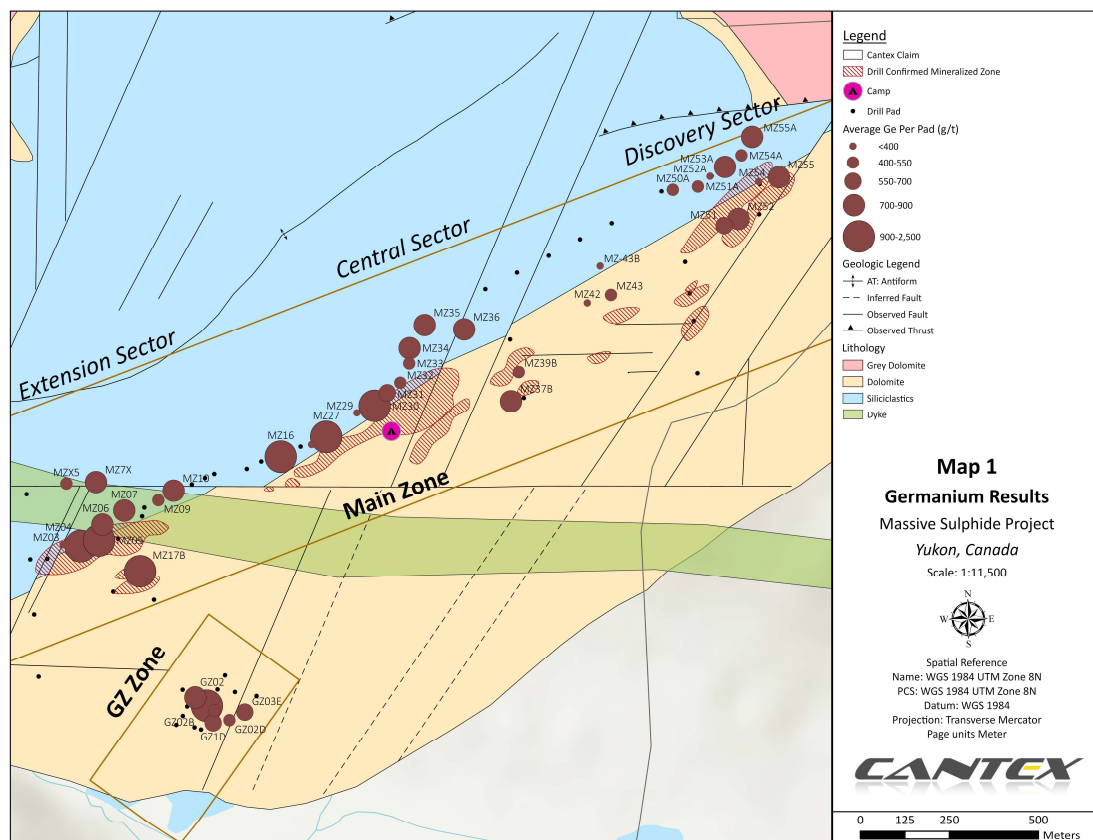 Discovery Sector
Central Sector
Extension Sector
Main Zone
GZ Zone
MZ55A
MZ54A
MZ53A
MZ52A
MZ54
MZ55
MZ50A
MZ51A
MZ51
MZ52
MZ-43B
MZ43
MZ42
MZ35
MZ36
MZ34
MZ33
MZ32
MZ31
MZ30
MZ29
MZ27
MZ16
MZ39B
MZ37B
MZX5
MZ7X
MZ10
MZ07
MZ09
MZ06
MZ04
MZ03
MZ05
MZ17B
GZ02
GZ03E
GZ02B
GZ02D
GZ1D
Legend
Cantex Claim
Drill Confirmed Mineralized Zone
Camp
Drill Pad
Average Ge Per Pad (g/t)
<400
400-550
550-700
700-900
900-2,500
Geologic Legend
AT: Antiform
Inferred Fault
Observed Fault
Observed Thrust
Lithology
Grey Dolomite
Dolomite
Siliciclastics
Dyke
Map 1
Germanium Results
Massive Sulphide Project
Yukon, Canada
Scale: 1:11,500
N
W E
S
Spatial Reference
Name: WGS 1984 UTM Zone 8N
PCS: WGS 1984 UTM Zone 8N
Datum: WGS 1984
Projection: Transverse Mercator
Page units Meter
CANTEX
0 125 250 500
Meters